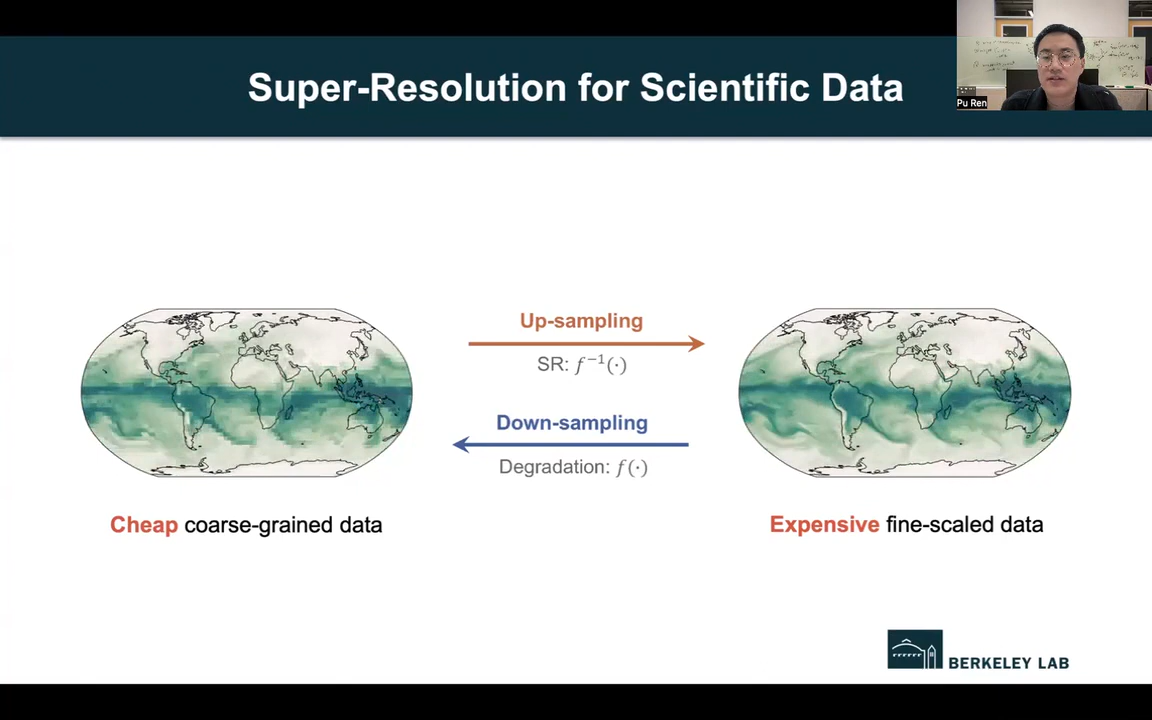 Super-Resolution for Scientific Data
Pu Ren
Up-sampling
SR: f⁻¹(·)
Down-sampling
Degradation: f(·)
Cheap coarse-grained data
Expensive fine-scaled data
BERKELEY LAB